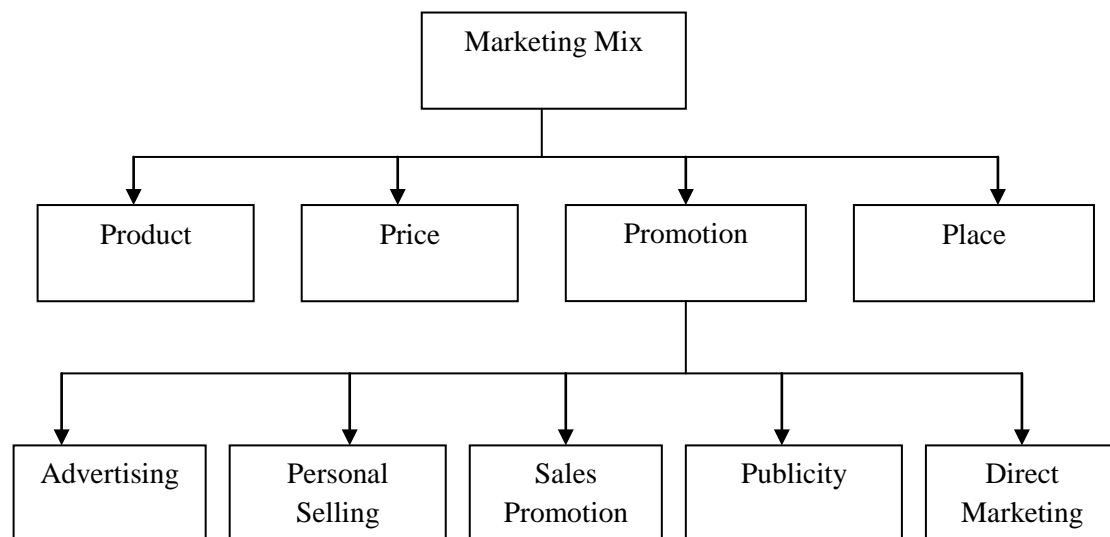 Marketing Mix
Product
Price
Promotion
Place
Advertising
Personal
Selling
Sales
Promotion
Publicity
Direct
Marketing